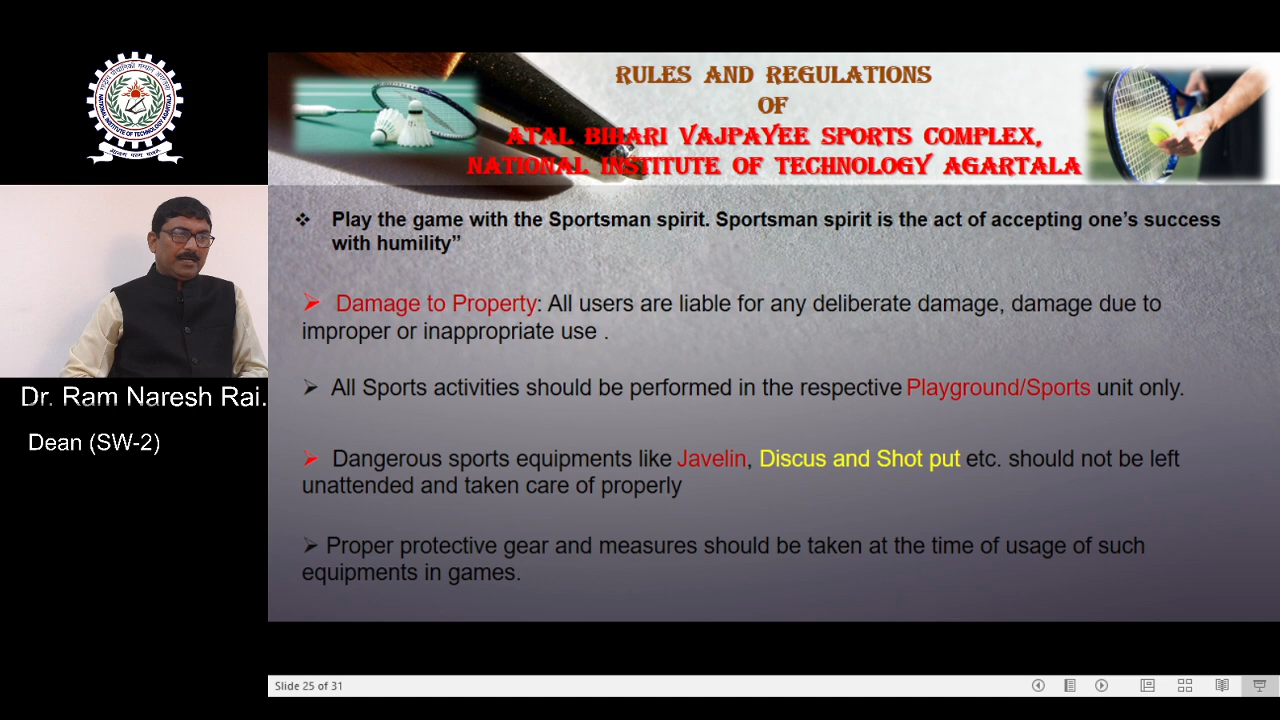 RULES AND REGULATIONS
OF
ATAL BIHARI VAJPAYEE SPORTS COMPLEX,
NATIONAL INSTITUTE OF TECHNOLOGY AGARTALA
Play the game with the Sportsman spirit. Sportsman spirit is the act of accepting one's success
with humility”
Damage to Property: All users are liable for any deliberate damage, damage due to
improper or inappropriate use .
All Sports activities should be performed in the respective Playground/Sports unit only.
Dangerous sports equipments like Javelin, Discus and Shot put etc. should not be left
unattended and taken care of properly
Proper protective gear and measures should be taken at the time of usage of such
equipments in games.
Dr. Ram Naresh Rai.
Dean (SW-2)
Slide 25 of 31
NATIONAL INSTITUTE OF TECHNOLOGY AGARTALA